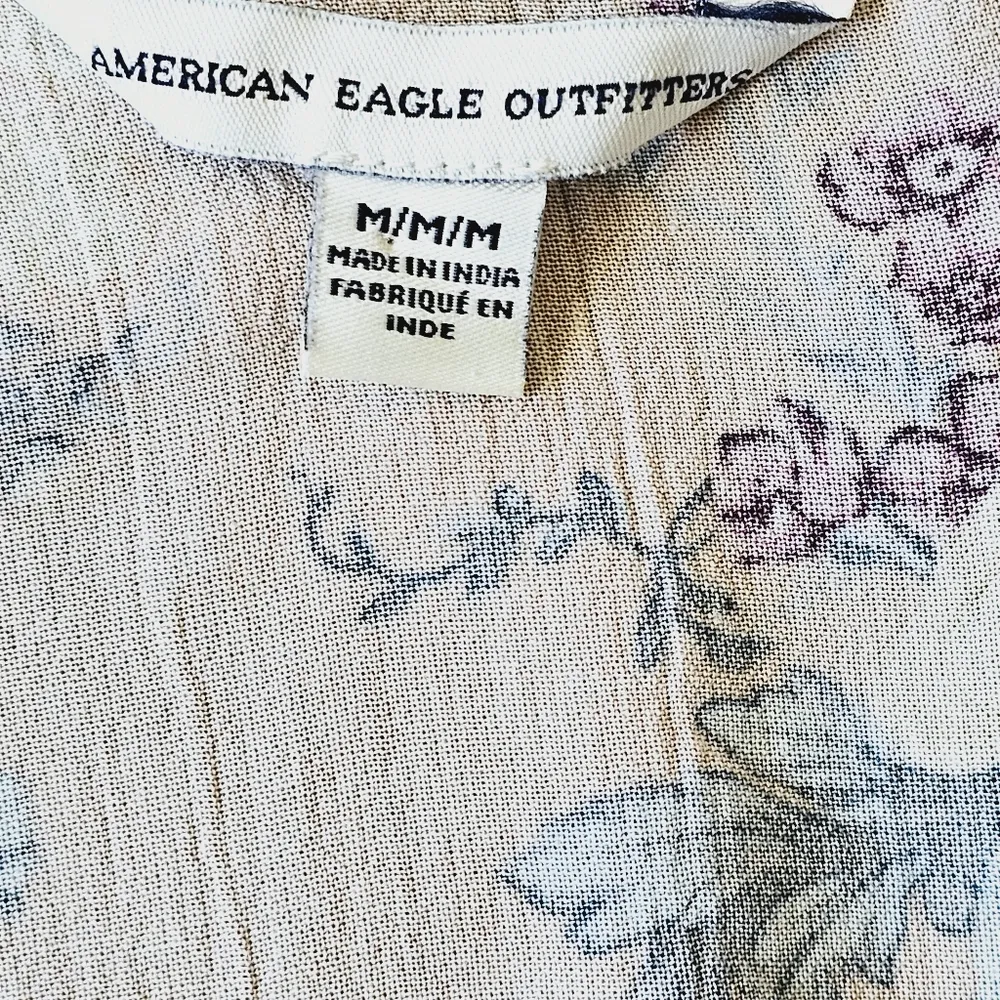 AMERICAN EAGLE OUTFITTERS
M/M/M
MADE IN INDIA
FABRIQUÉ EN
INDE